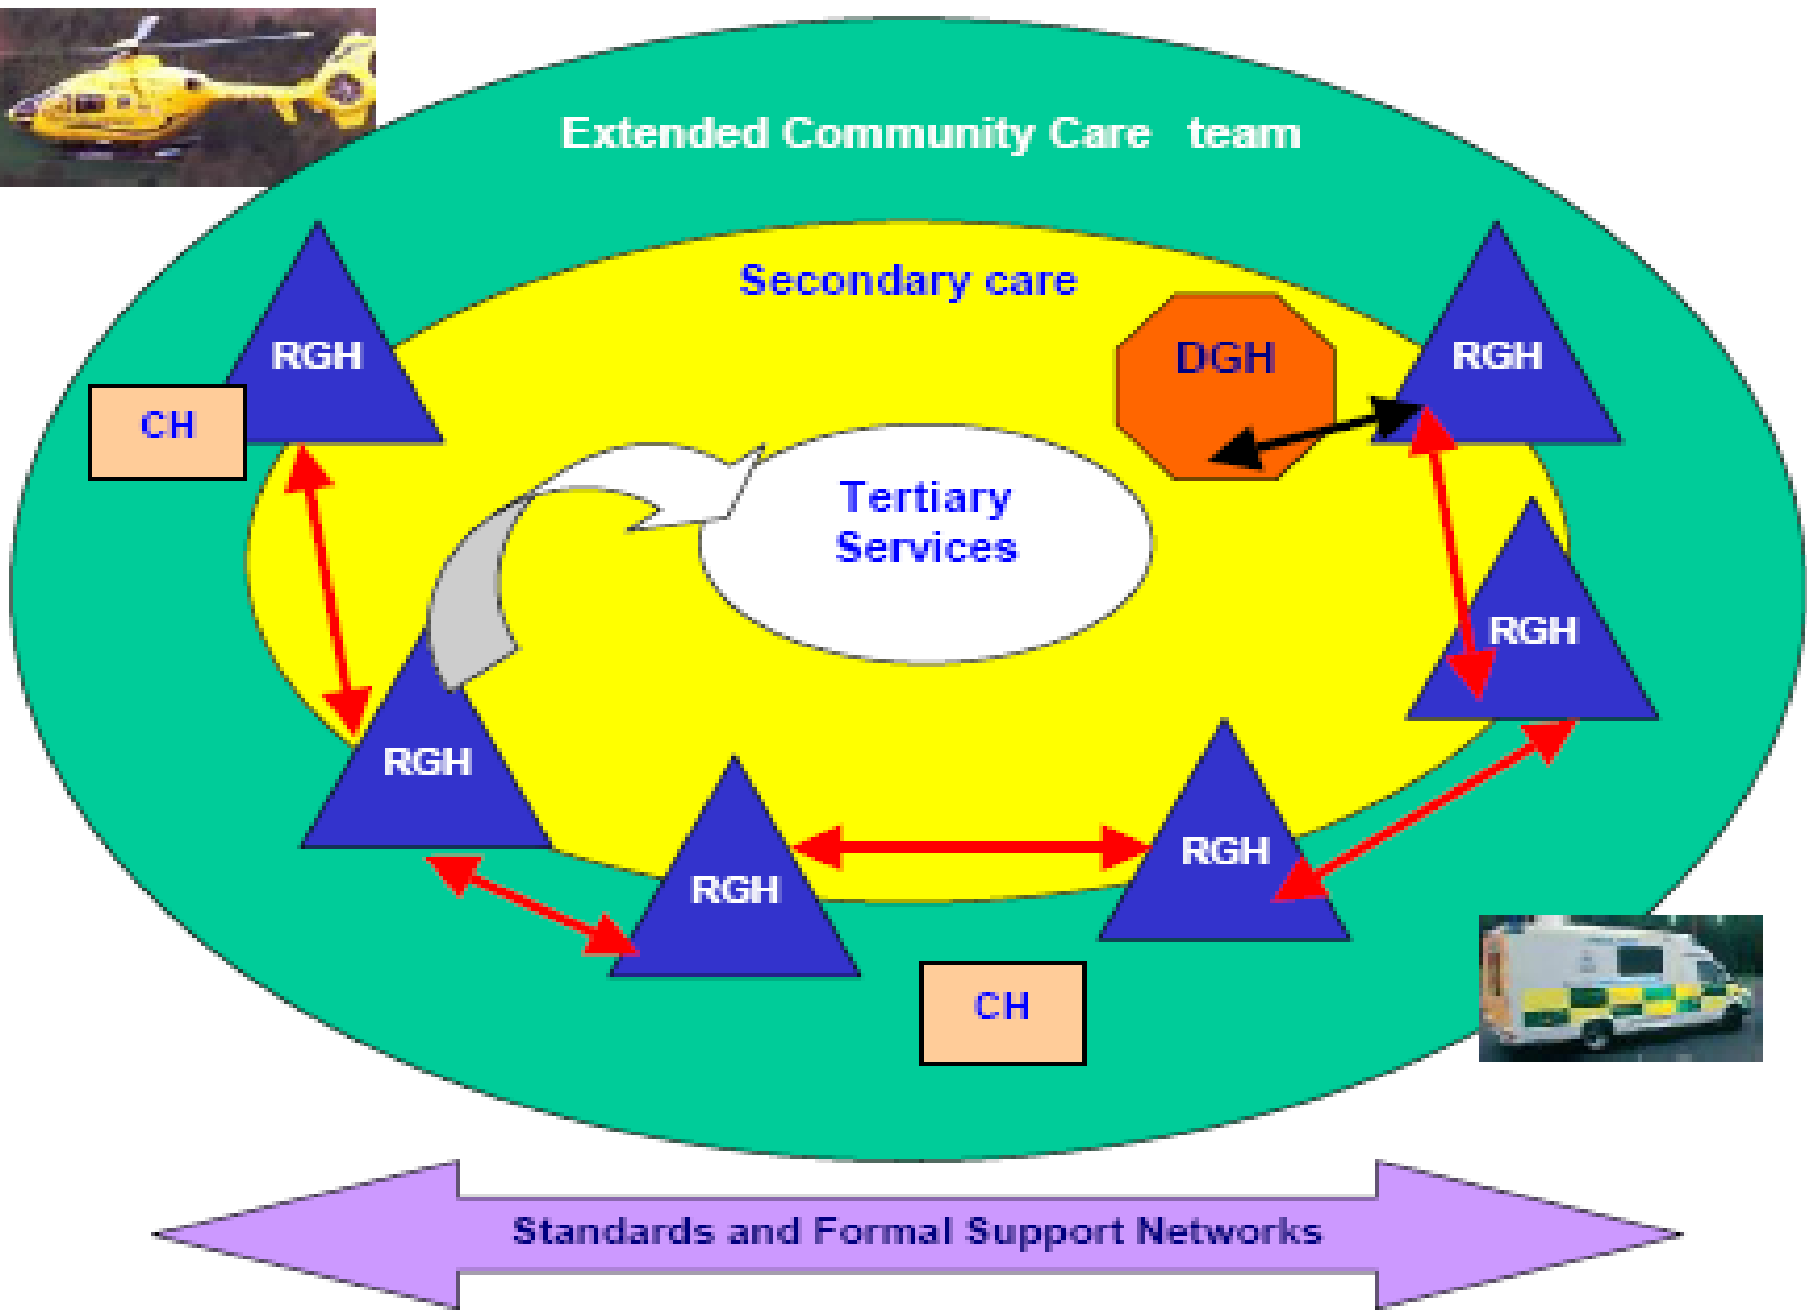 Extended Community Care team
Secondary care
RGH
DGH
RGH
CH
Tertiary
Services
RGH
RGH
RGH
RGH
CH
Standards and Formal Support Networks